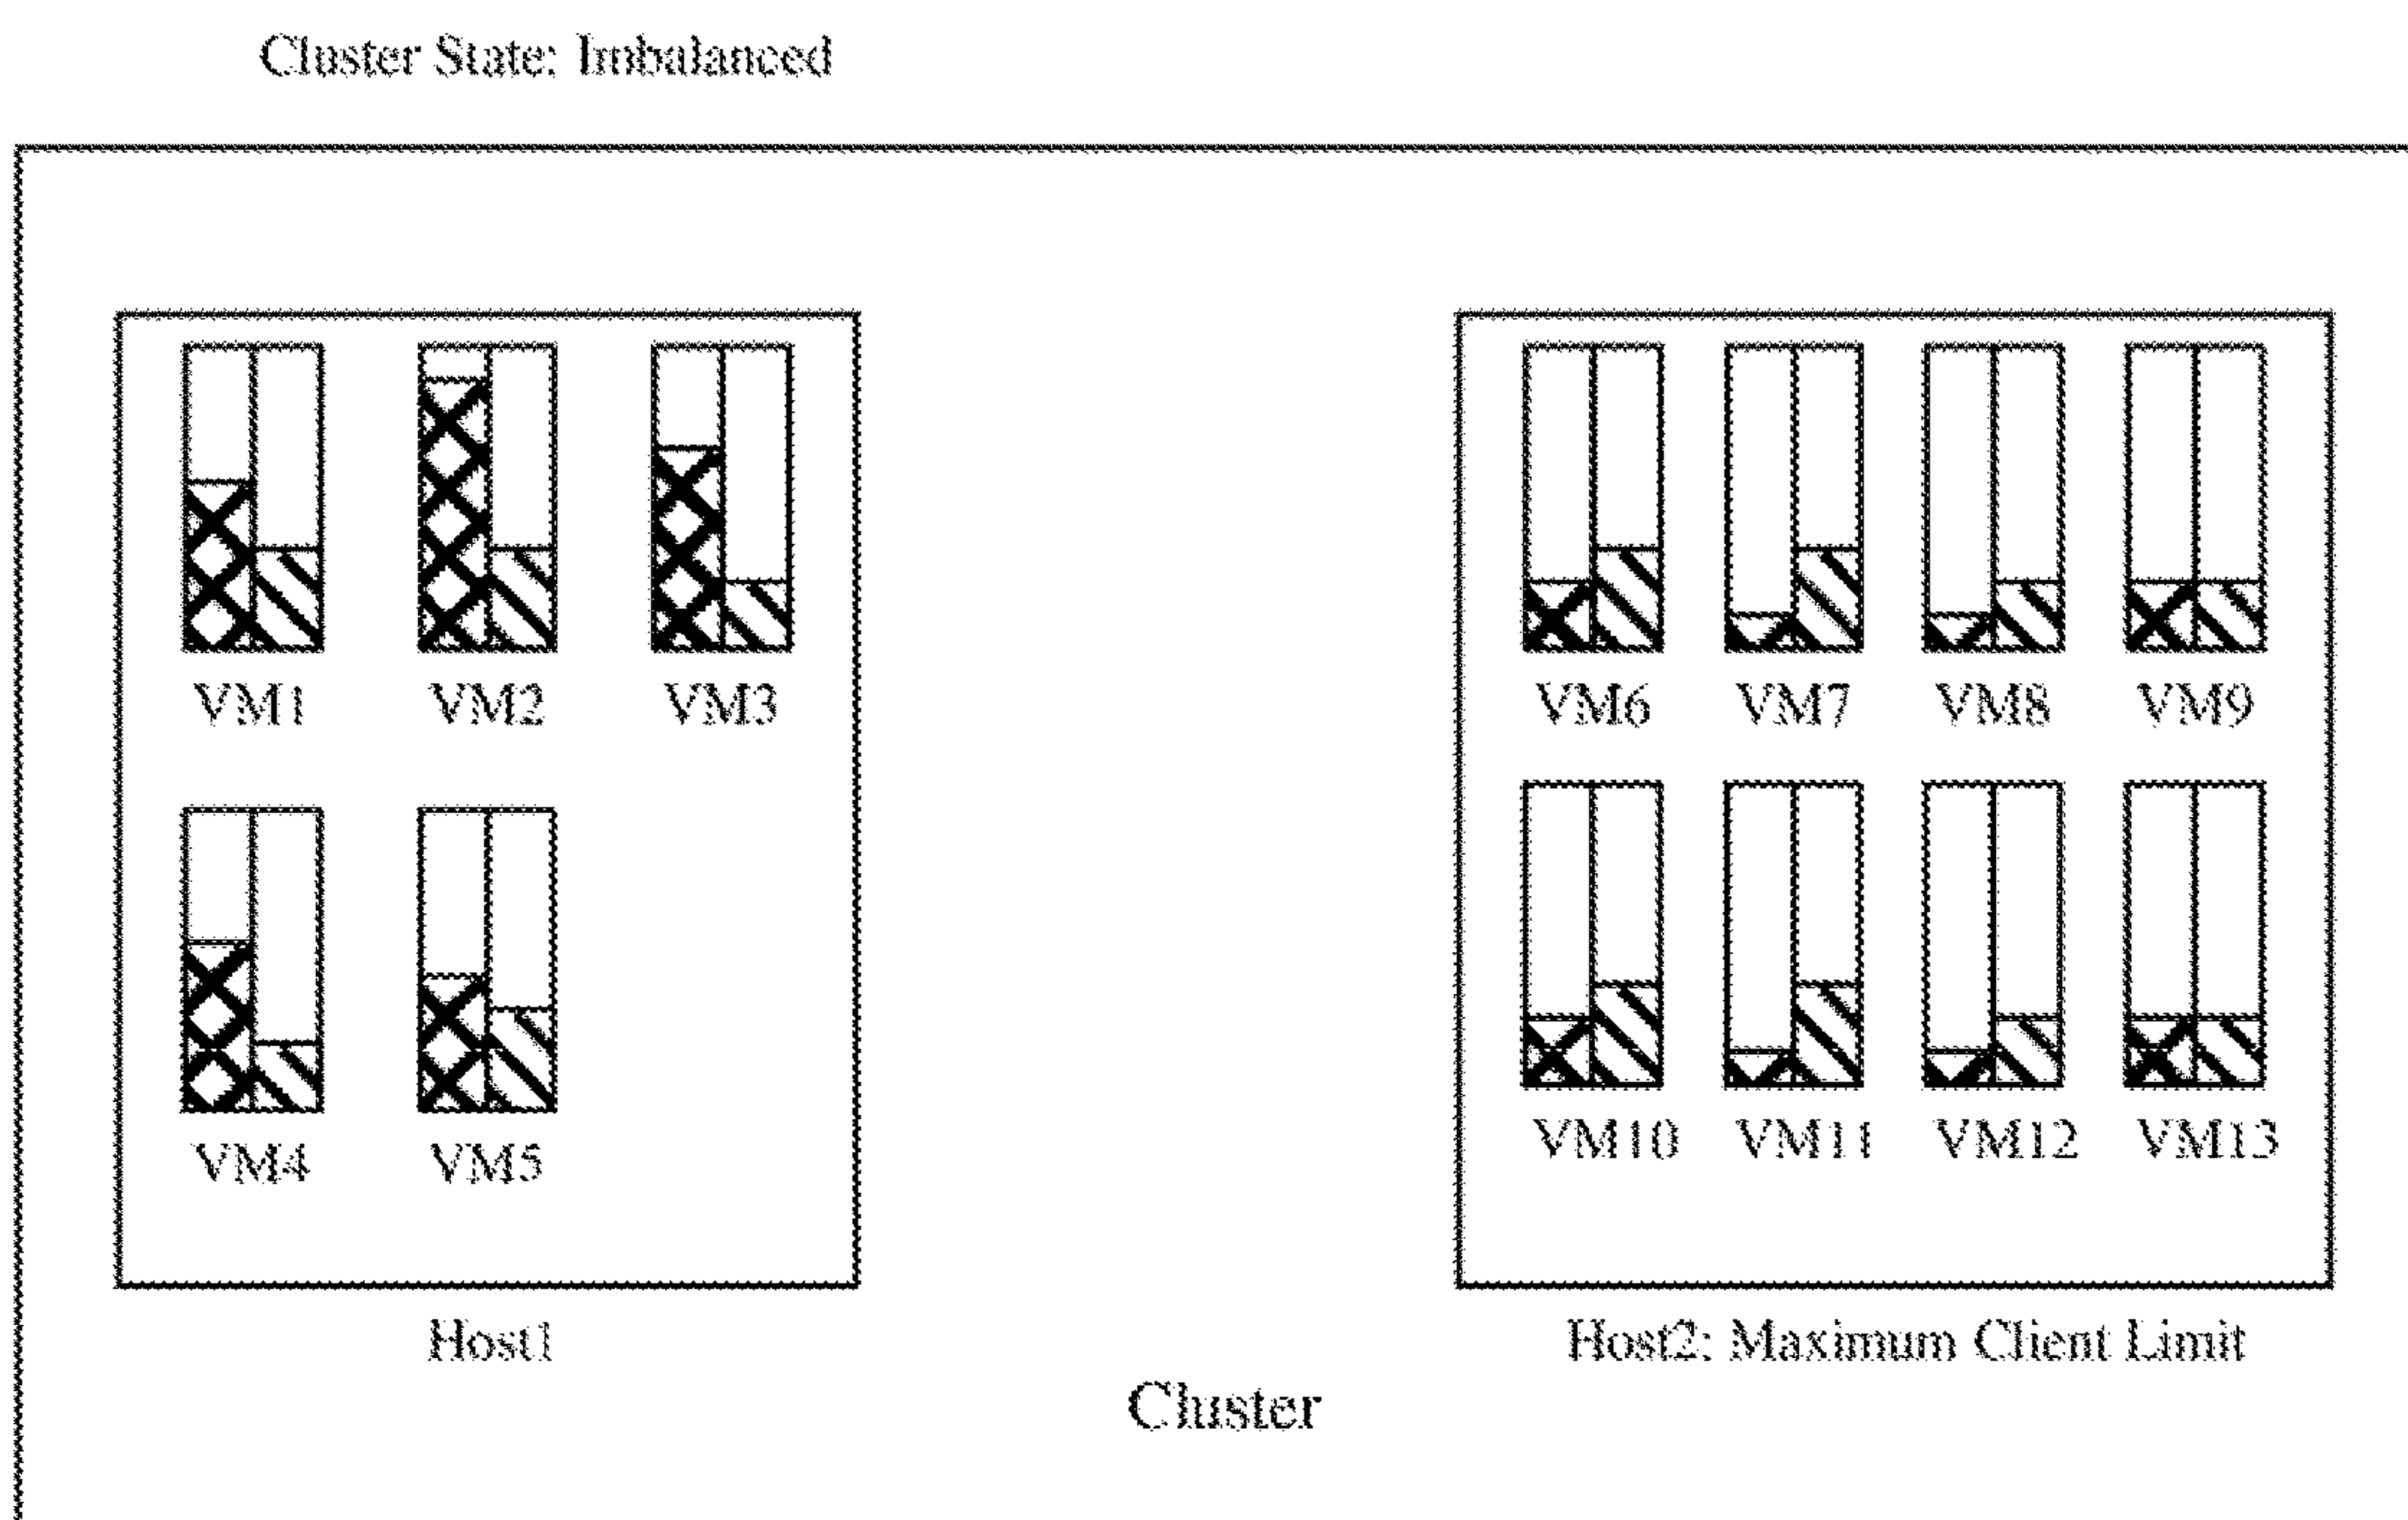 Cluster State: Imbalanced
VM1 VM2 VM3
VM6 VM7 VM8 VM9
VM4 VM5
VM10 VM11 VM12 VM13
Host1
Host2: Maximum Client Limit
Cluster